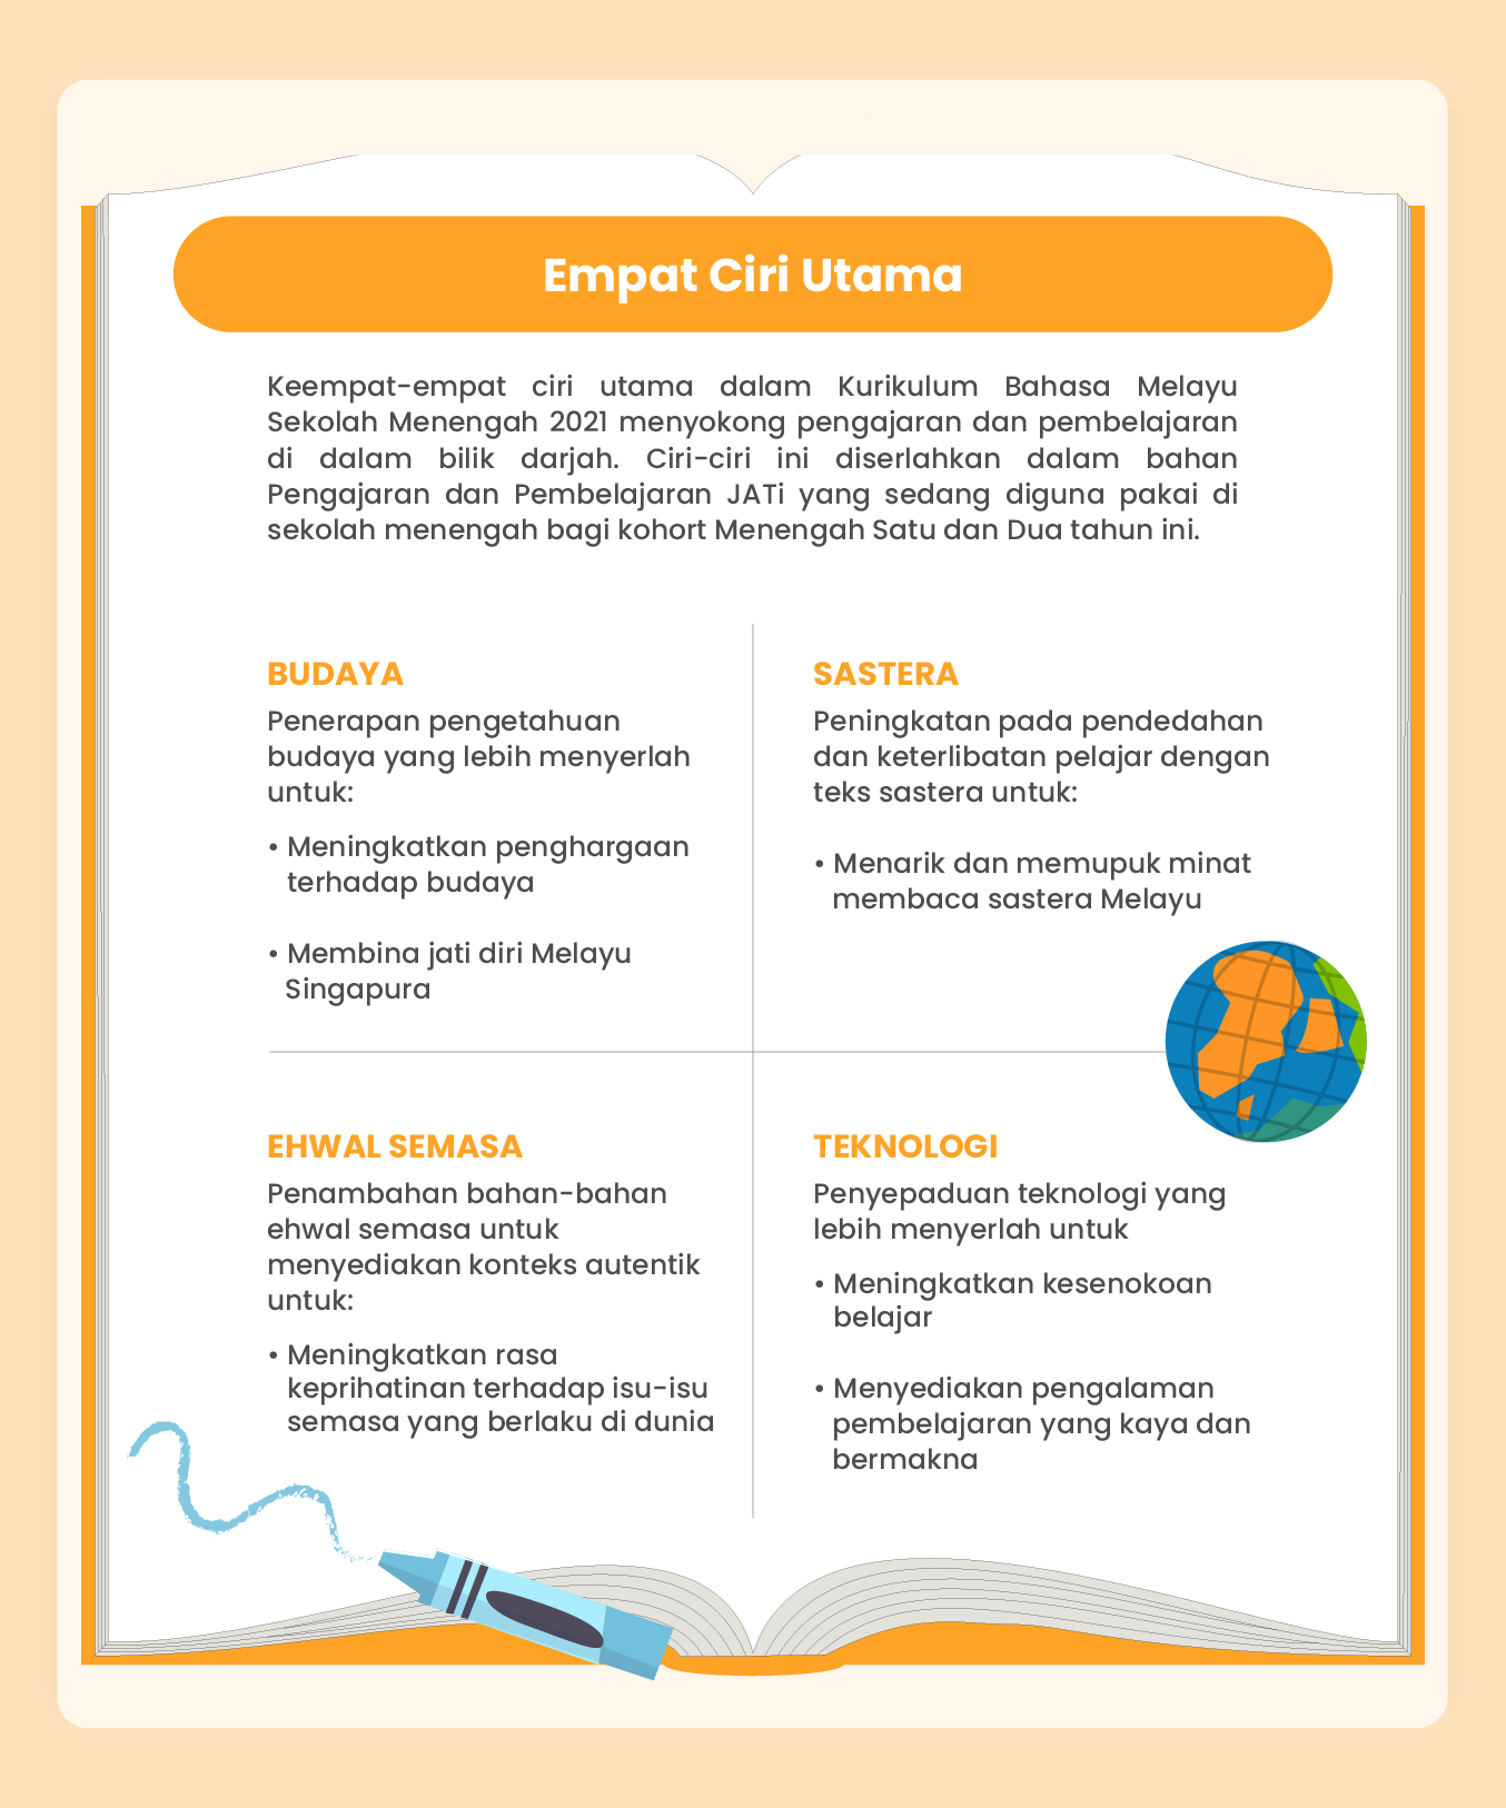 Empat Ciri Utama
Keempat-empat ciri utama dalam Kurikulum Bahasa Melayu
Sekolah Menengah 2021 menyokong pengajaran dan pembelajaran
di dalam bilik darjah. Ciri-ciri ini diserlahkan dalam bahan
Pengajaran dan Pembelajaran JATi yang sedang diguna pakai di
sekolah menengah bagi kohort Menengah Satu dan Dua tahun ini.
BUDAYA
Penerapan pengetahuan
budaya yang lebih menyerlah
untuk:
• Meningkatkan penghargaan
terhadap budaya
• Membina jati diri Melayu
Singapura
SASTERA
Peningkatan pada pendedahan
dan keterlibatan pelajar dengan
teks sastera untuk:
• Menarik dan memupuk minat
membaca sastera Melayu
EHWAL SEMASA
Penambahan bahan-bahan
ehwal semasa untuk
menyediakan konteks autentik
untuk:
• Meningkatkan rasa
keprihatinan terhadap isu-isu
semasa yang berlaku di dunia
TEKNOLOGI
Penyepaduan teknologi yang
lebih menyerlah untuk
• Meningkatkan kesenokoan
belajar
• Menyediakan pengalaman
pembelajaran yang kaya dan
bermakna